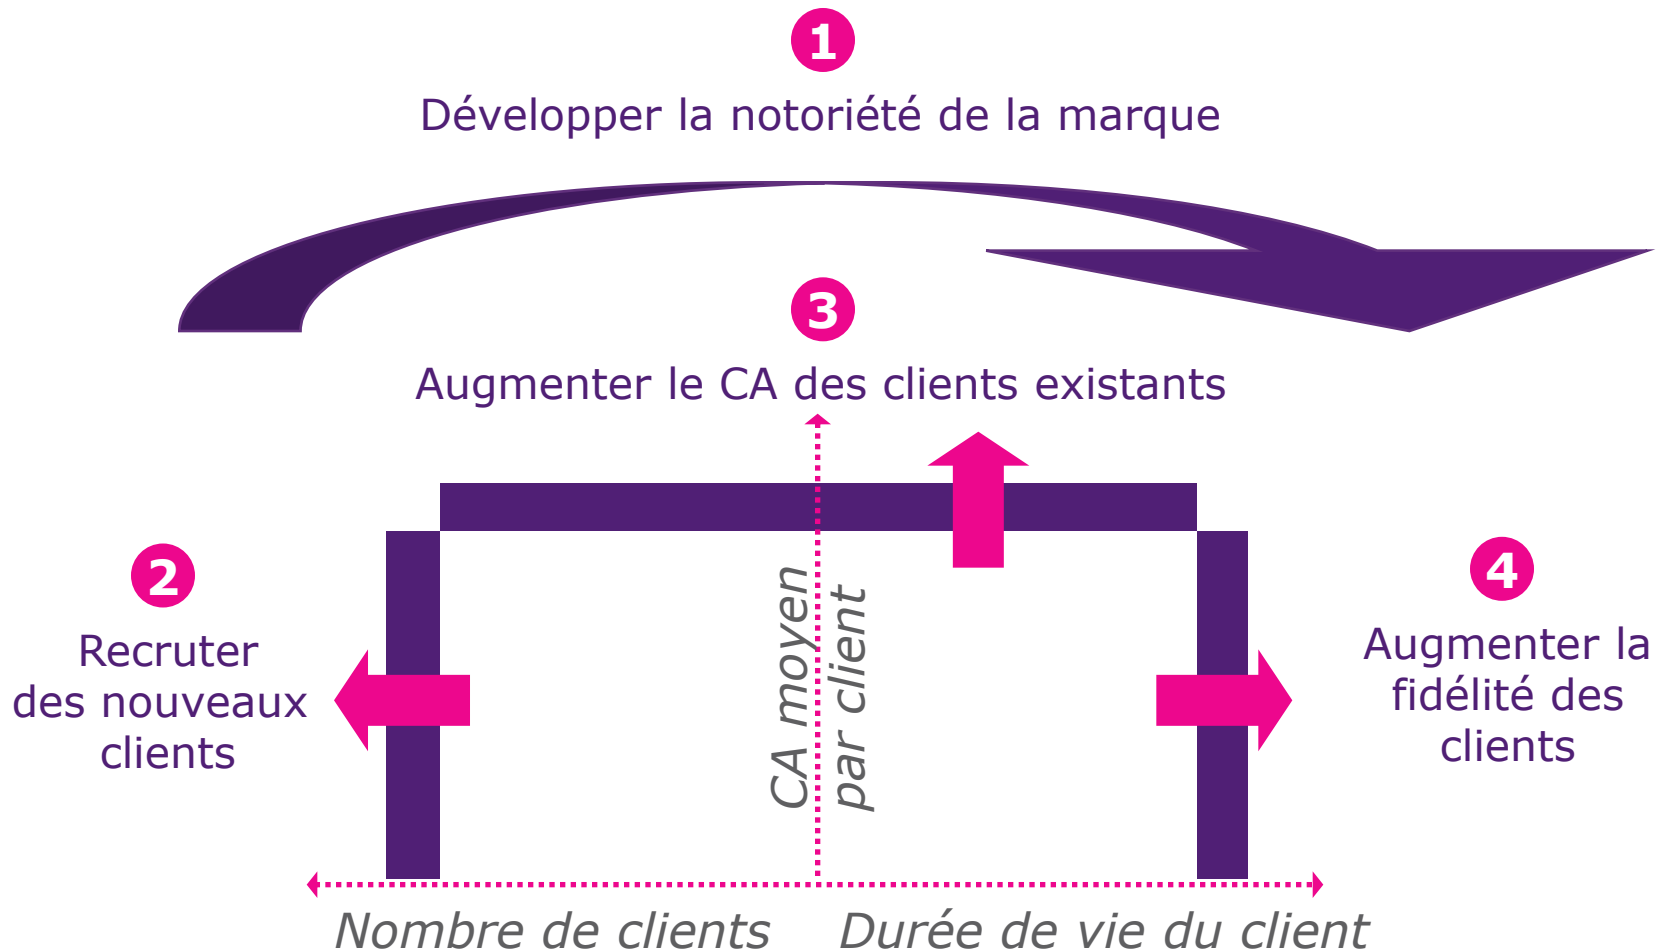 1
Développer la notoriété de la marque
3
Augmenter le CA des clients existants
2
Recruter
des nouveaux
clients
CA moyen
par client
4
Augmenter la
fidélité des
clients
Nombre de clients
Durée de vie du client